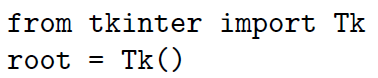 from tkinter import Tk
root = Tk()